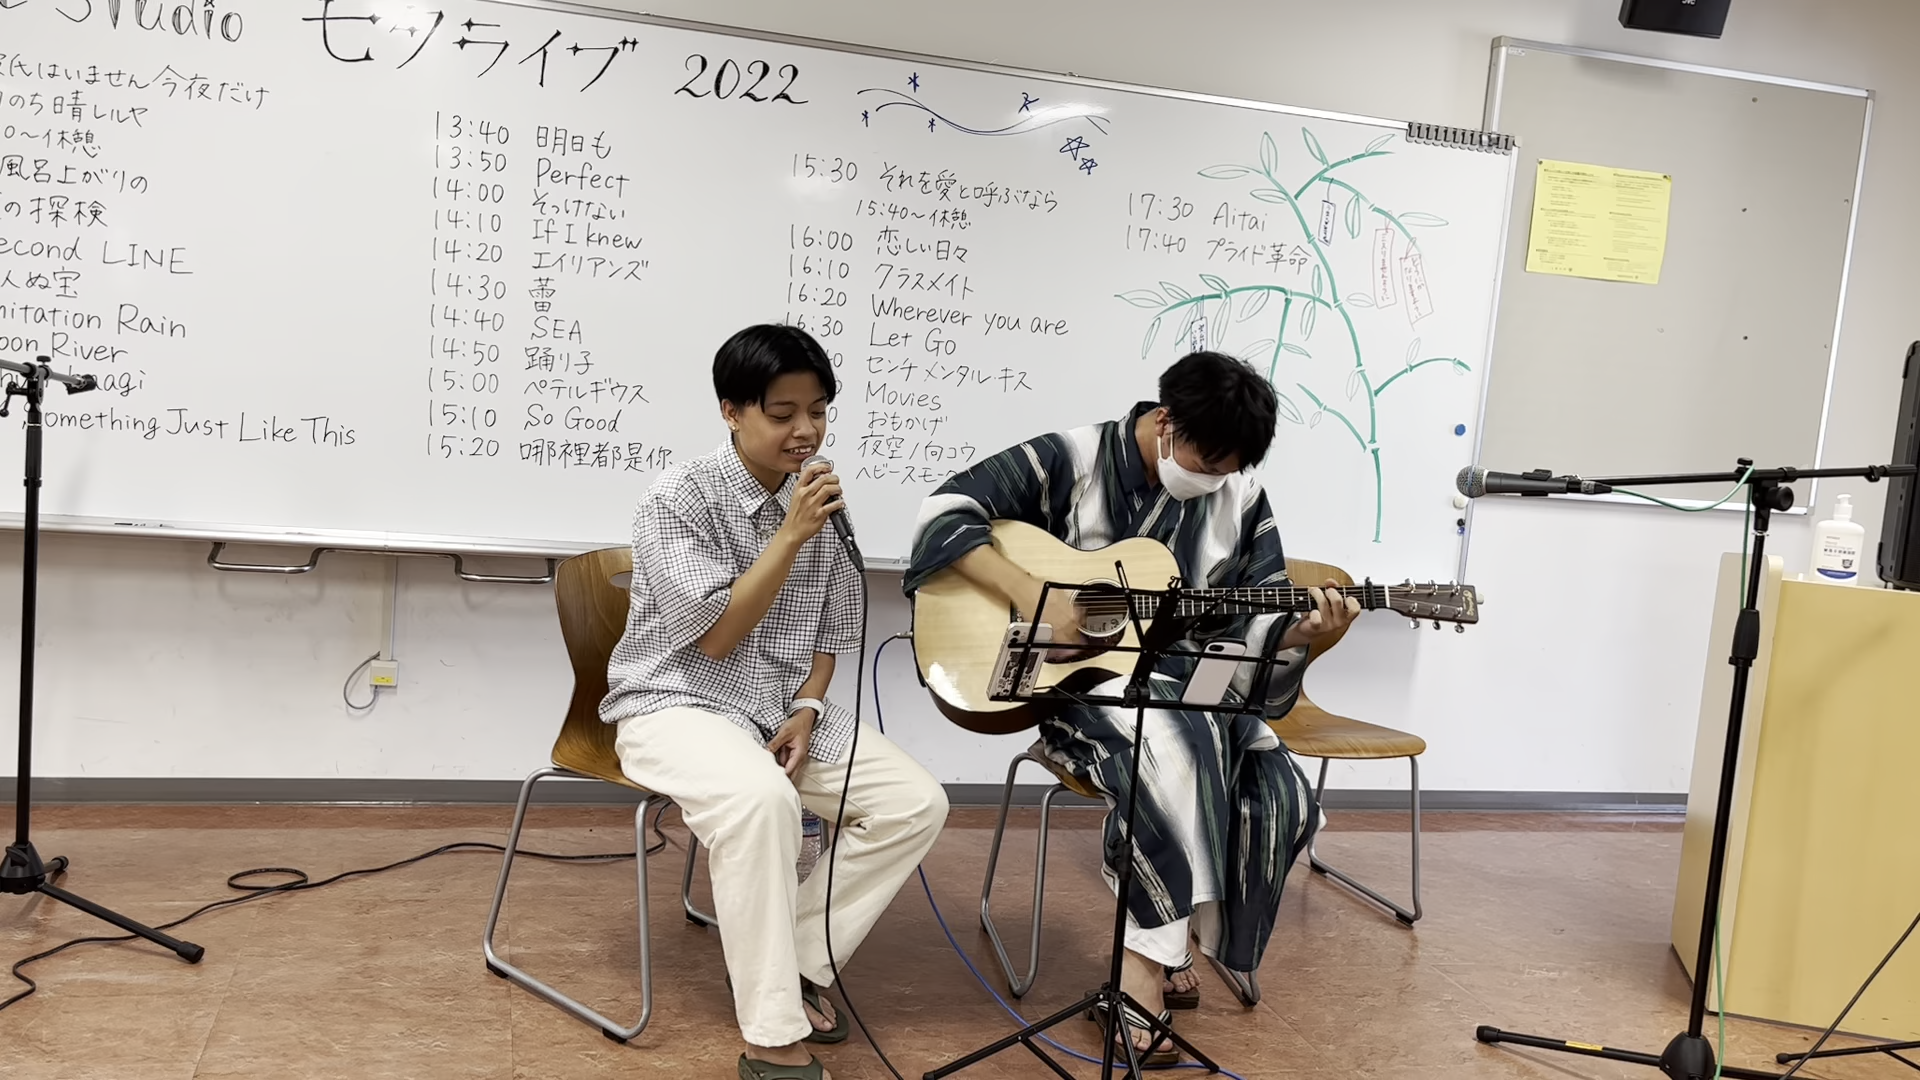 Studio モクライブ 2022
氏はいません 今夜だけ
のち晴レルヤ
0〜休憩
風呂上がりの
の探検
econd LINE
人ぬ宝
mitation Rain
oon River
Something Just Like This
13:40 明日も
13:50 Perfect
14:00 そっけない
14:10 If I knew
14:20 エイリアンズ
14:30 蕾
14:40 SEA
14:50 踊り子
15:00 ベテルギウス
15:10 So Good
15:20 哪裡都是你
15:30 それを愛と呼ぶなら
15:40〜休憩
16:00 恋しい日々
16:10 クラスメイト
16:20 Wherever you are
16:30 Let Go
センチメンタル・キス
Movies
おもかげ
夜空ノ向コウ
ヘビースモーク
17:30 Aitai
17:40 プライド革命